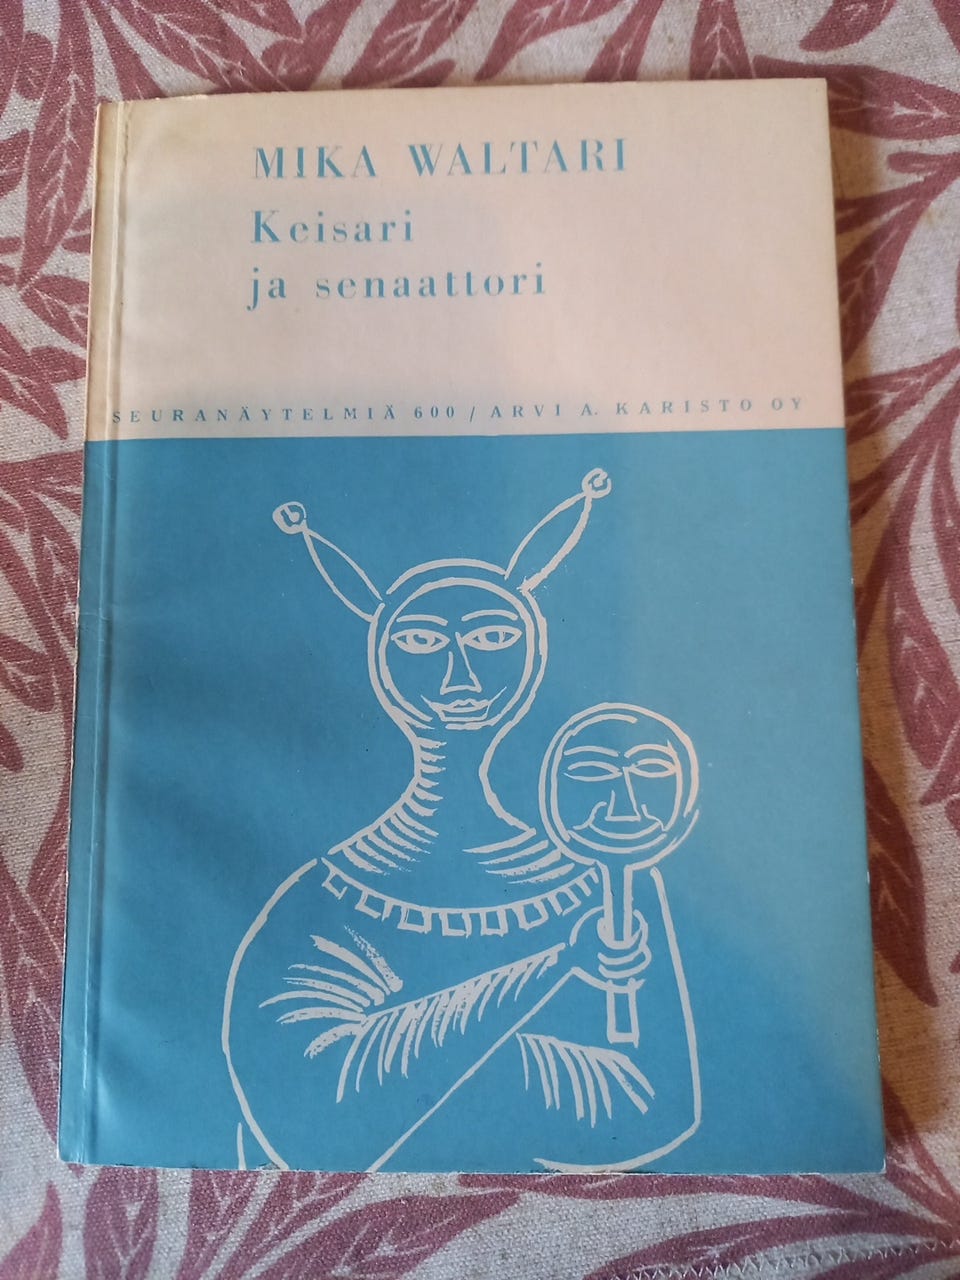 MIKA WALTARI
Keisari
ja senaattori
SEURANÄYTELMIÄ 600 / ARVI A. KARISTO OY